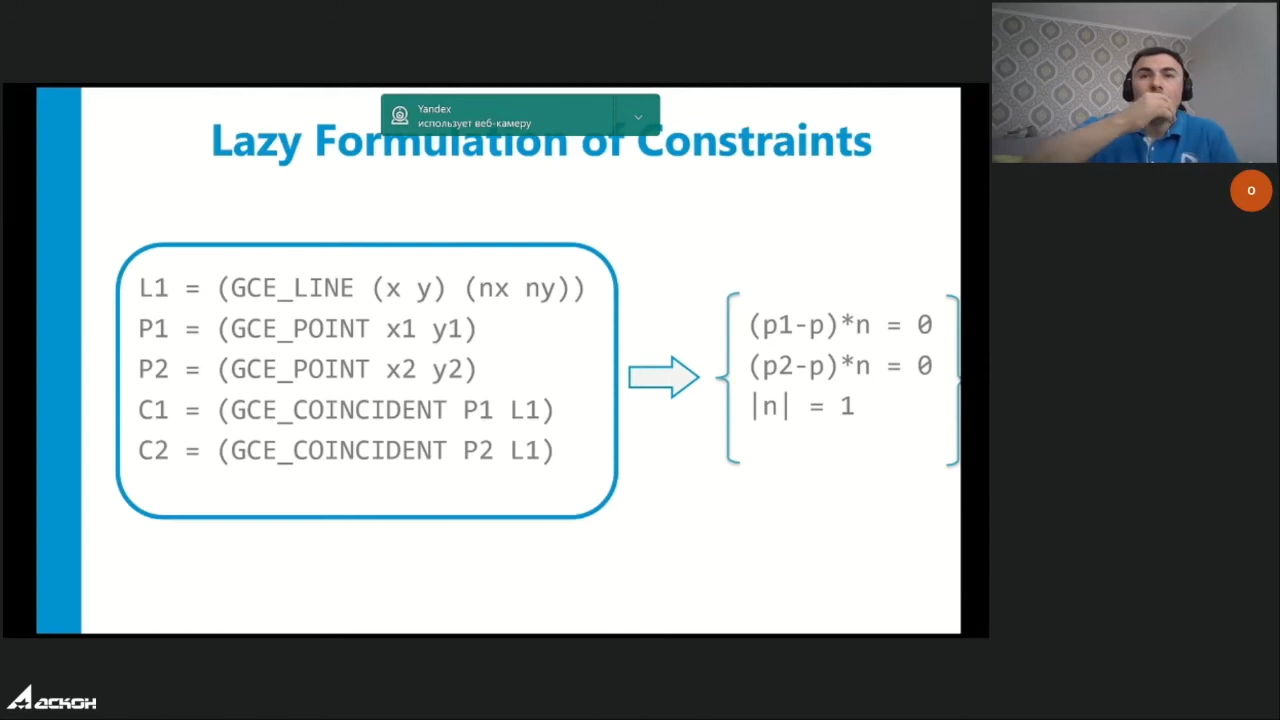 Yandex
использует веб-камеру
Lazy Formulation of Constraints
L1 = (GCE_LINE (x y) (nx ny))
P1 = (GCE_POINT x1 y1)
P2 = (GCE_POINT x2 y2)
C1 = (GCE_COINCIDENT P1 L1)
C2 = (GCE_COINCIDENT P2 L1)
(p1-p)*n = 0
(p2-p)*n = 0
|n| = 1
О
АСКОН